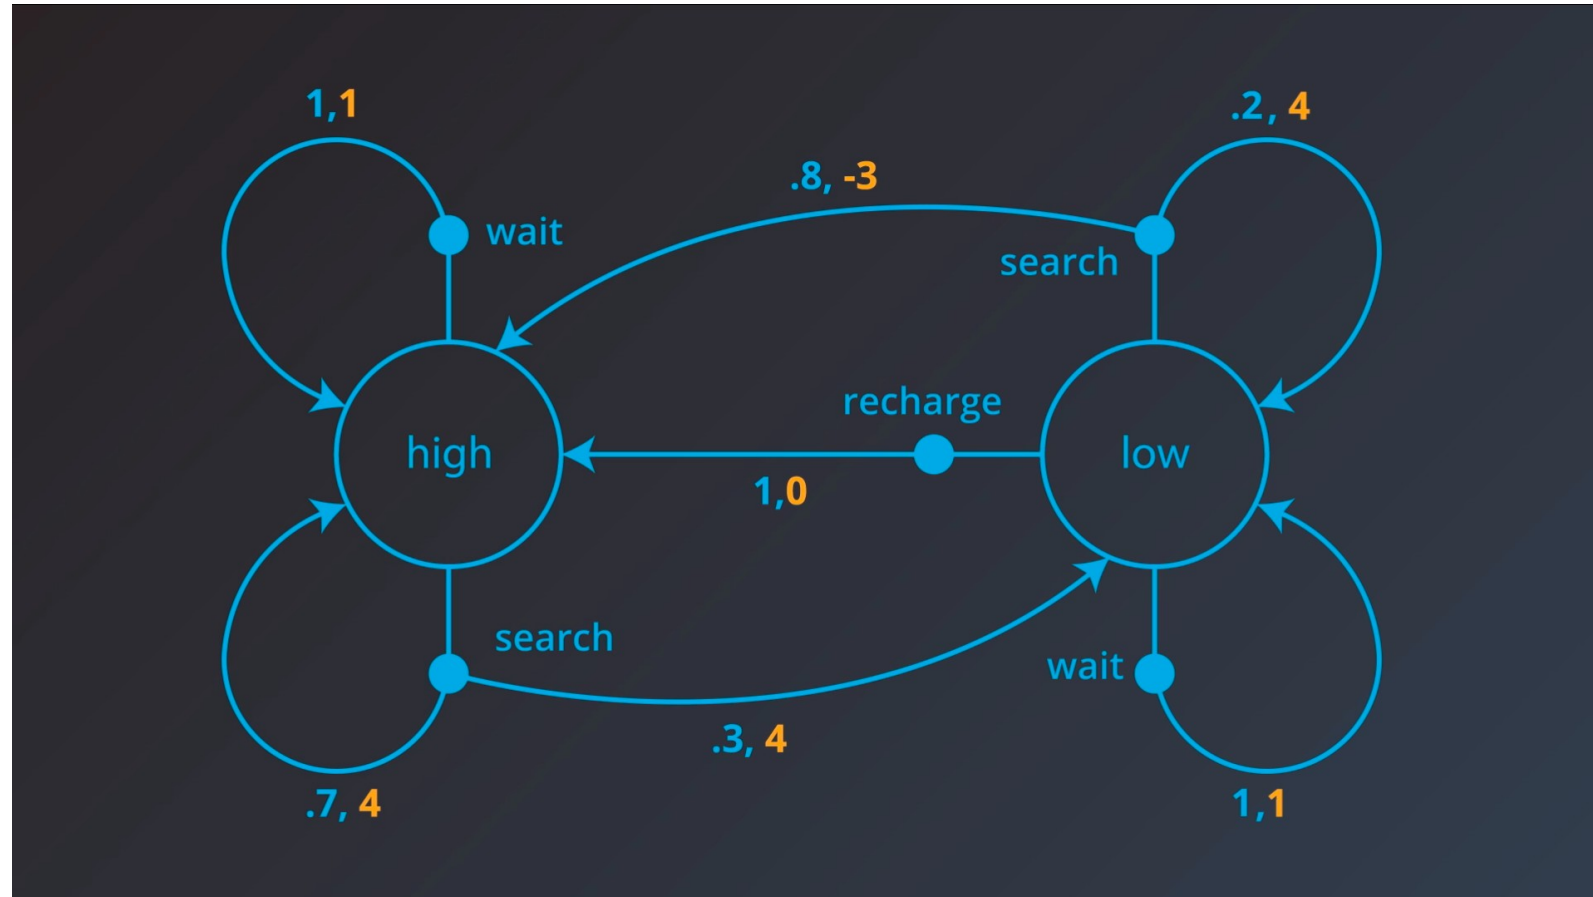 1,1
.2, 4
.8, -3
wait
search
recharge
high
low
1,0
search
wait
.3, 4
.7, 4
1,1